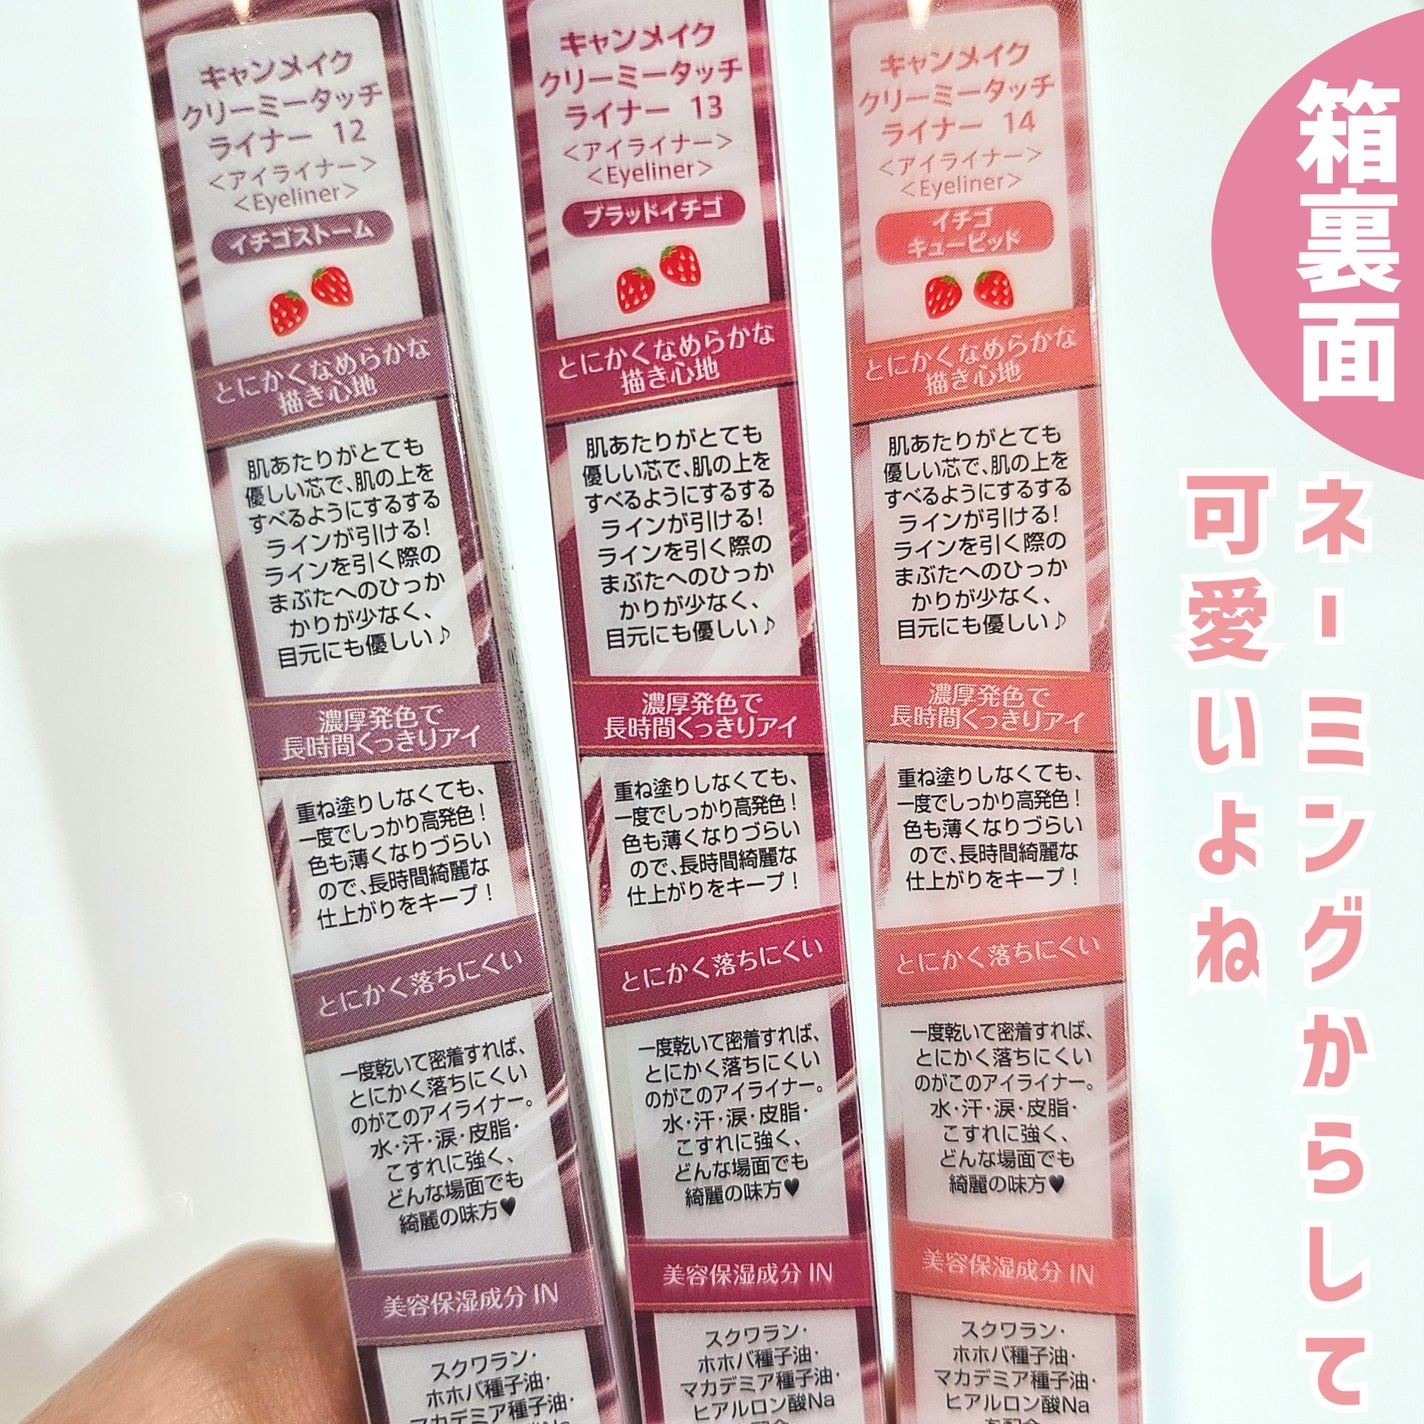 キャンメイク
クリーミータッチ
ライナー 12
<アイライナー>
<Eyeliner>
イチゴストーム
とにかくなめらかな
描き心地
肌あたりがとても
優しい芯で、肌の上を
すべるようにするする
ラインが引ける!
ラインを引く際の
まぶたへのひっか
かりが少なく、
目元にも優しい♪
濃厚発色で
長時間くっきりアイ
重ね塗りしなくても、
一度でしっかり高発色!
色も薄くなりづらい
ので、長時間綺麗な
仕上がりをキープ!
とにかく落ちにくい
一度乾いて密着すれば、
とにかく落ちにくい
のがこのアイライナー。
水・汗・涙・皮脂・
こすれに強く、
どんな場面でも
綺麗の味方♥
美容保湿成分 IN
スクワラン・
ホホバ種子油・
マカデミア種子油・
ヒアルロン酸Na
キャンメイク
クリーミータッチ
ライナー 13
<アイライナー>
<Eyeliner>
ブラッドイチゴ
とにかくなめらかな
描き心地
肌あたりがとても
優しい芯で、肌の上を
すべるようにするする
ラインが引ける!
ラインを引く際の
まぶたへのひっか
かりが少なく、
目元にも優しい♪
濃厚発色で
長時間くっきりアイ
重ね塗りしなくても、
一度でしっかり高発色!
色も薄くなりづらい
ので、長時間綺麗な
仕上がりをキープ!
とにかく落ちにくい
一度乾いて密着すれば、
とにかく落ちにくい
のがこのアイライナー。
水・汗・涙・皮脂・
こすれに強く、
どんな場面でも
綺麗の味方♥
美容保湿成分 IN
スクワラン・
ホホバ種子油・
マカデミア種子油・
ヒアルロン酸Na
キャンメイク
クリーミータッチ
ライナー 14
<アイライナー>
<Eyeliner>
イチゴ
キューピッド
とにかくなめらかな
描き心地
肌あたりがとても
優しい芯で、肌の上を
すべるようにするする
ラインが引ける!
ラインを引く際の
まぶたへのひっか
かりが少なく、
目元にも優しい♪
濃厚発色で
長時間くっきりアイ
重ね塗りしなくても、
一度でしっかり高発色!
色も薄くなりづらい
ので、長時間綺麗な
仕上がりをキープ!
とにかく落ちにくい
一度乾いて密着すれば、
とにかく落ちにくい
のがこのアイライナー。
水・汗・涙・皮脂・
こすれに強く、
どんな場面でも
綺麗の味方♥
美容保湿成分 IN
スクワラン・
ホホバ種子油・
マカデミア種子油・
ヒアルロン酸Na
箱裏面
ネーミングからして
可愛いよね